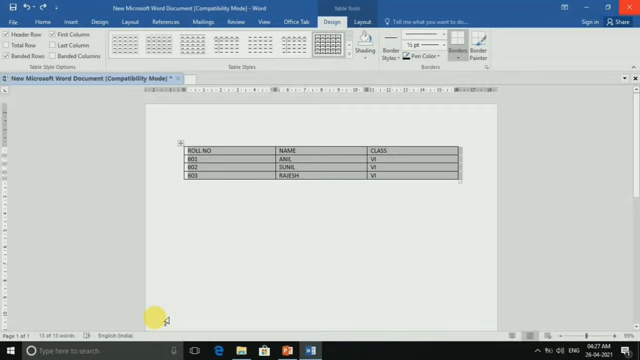 New Microsoft Word Document [Compatibility Mode] - Word
Table Tools
File Home Insert Design Layout References Mailings Review View Office Tab Design Layout Tell me what you want to do... Sign in Share
Header Row First Column
Total Row Last Column
Banded Rows Banded Columns
Table Style Options
Table Styles
Shading
Border Styles
½ pt
Pen Color
Borders
Border Painter
Borders
New Microsoft Word Document [Compatibility Mode] *
ROLL NO NAME CLASS
601 ANIL VI
602 SUNIL VI
603 RAJESH VI
Page 1 of 1 15 of 15 words English (India)
Type here to search
ENG
04:27 AM
26-04-2021